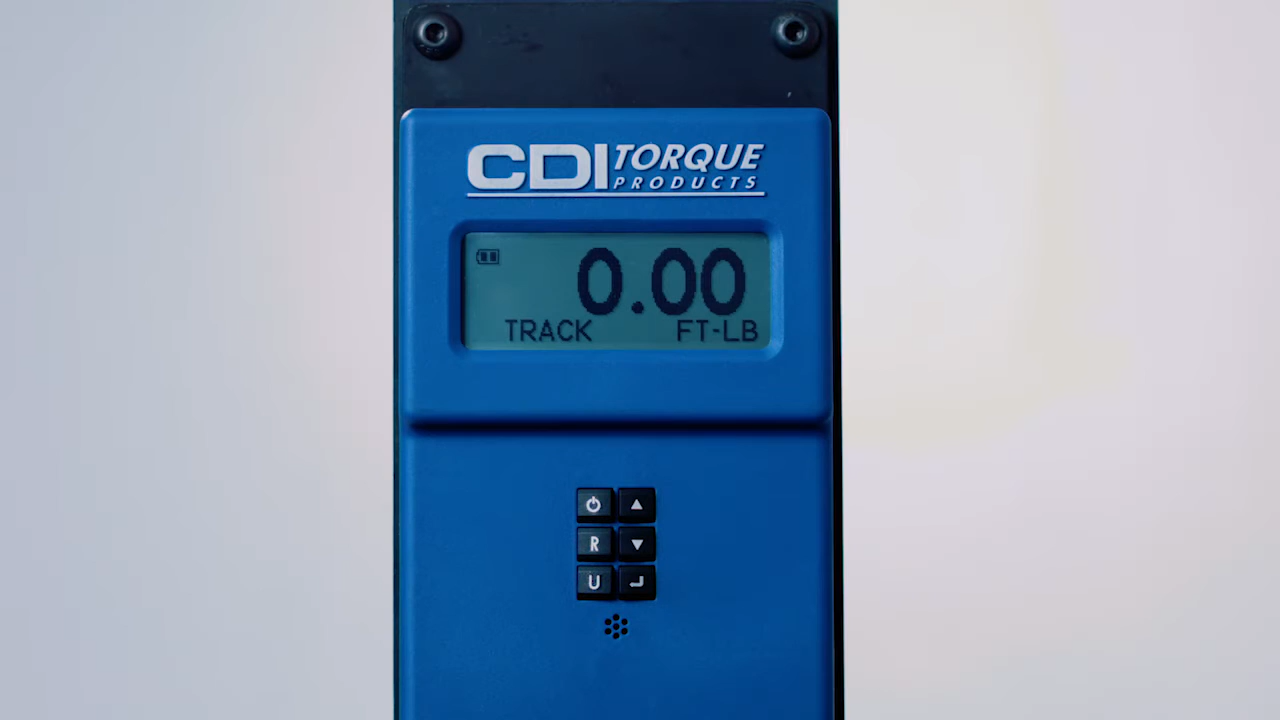 CDI TORQUE
PRODUCTS
0.00
TRACK FT-LB
R
U